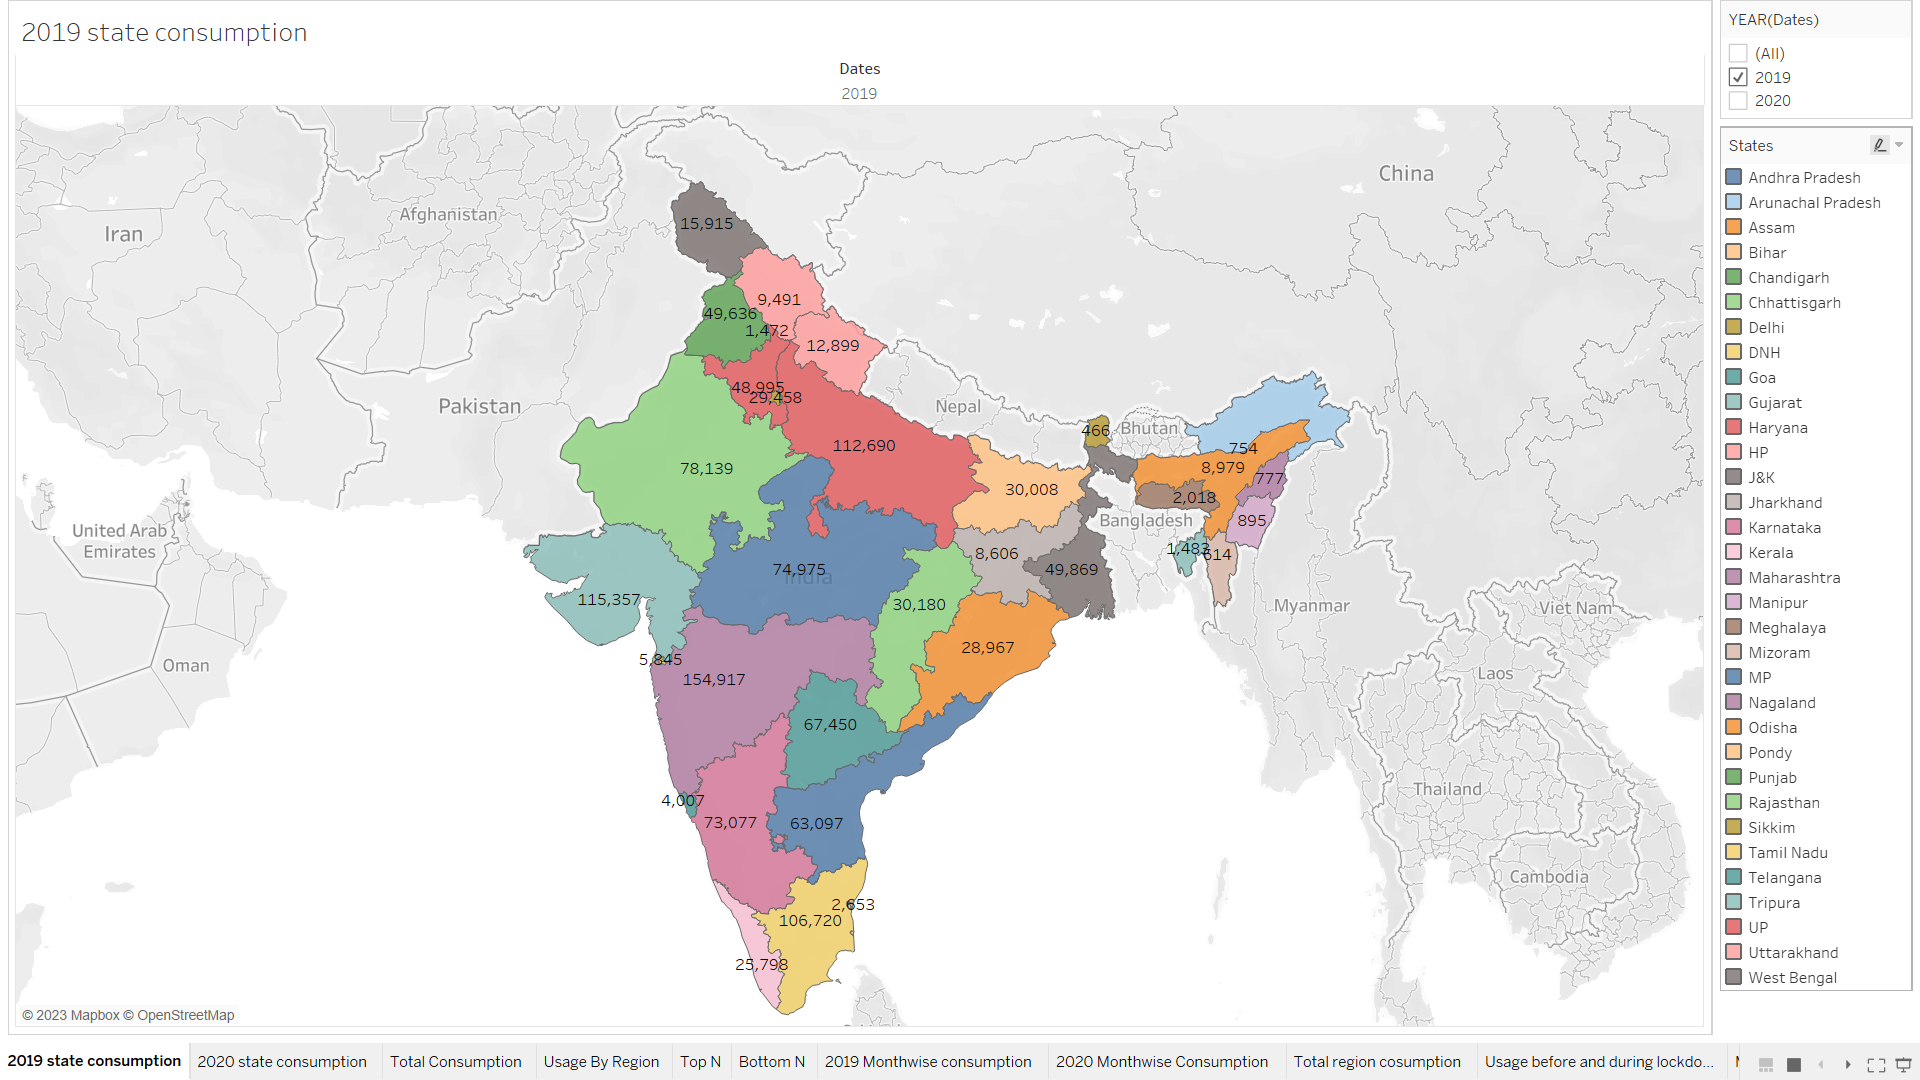 2019 state consumption
Dates
2019
China
Afghanistan
Iran
Pakistan
Nepal
Bhutan
Bangladesh
United Arab
Emirates
Oman
India
Myanmar
Viet Nam
Laos
Thailand
Cambodia
15,915
9,491
49,636
1,472
12,899
48,995
29,458
112,690
78,139
466
754
8,979
777
2,018
895
30,008
1,483
614
8,606
49,869
74,975
115,357
30,180
28,967
5,845
154,917
67,450
4,007
73,077
63,097
2,653
106,720
25,798
© 2023 Mapbox © OpenStreetMap
YEAR(Dates)
(All)
2019
2020
States
Andhra Pradesh
Arunachal Pradesh
Assam
Bihar
Chandigarh
Chhattisgarh
Delhi
DNH
Goa
Gujarat
Haryana
HP
J&K
Jharkhand
Karnataka
Kerala
Maharashtra
Manipur
Meghalaya
Mizoram
MP
Nagaland
Odisha
Pondy
Punjab
Rajasthan
Sikkim
Tamil Nadu
Telangana
Tripura
UP
Uttarakhand
West Bengal
2019 state consumption
2020 state consumption
Total Consumption
Usage By Region
Top N
Bottom N
2019 Monthwise consumption
2020 Monthwise Consumption
Total region cosumption
Usage before and during lockdo...